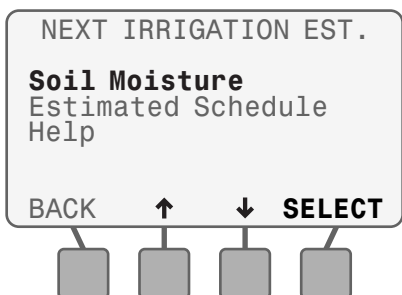 NEXT IRRIGATION EST.
Soil Moisture
Estimated Schedule
Help
BACK ↑ ↓ SELECT